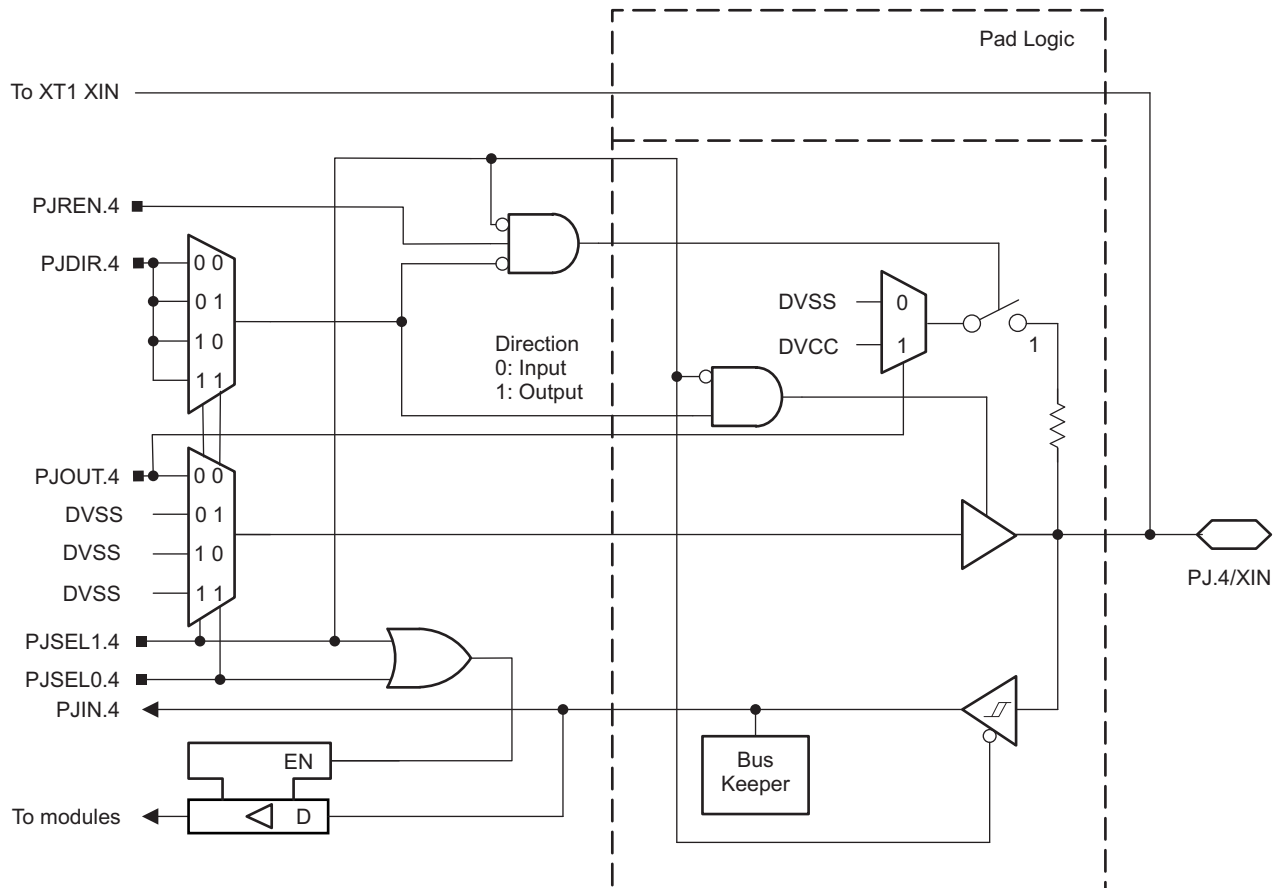 Pad Logic
To XT1 XIN
PJREN.4
PJDIR.4
0 0
0 1
1 0
1 1
Direction
0: Input
1: Output
DVSS
0
DVCC
1
1
PJOUT.4
0 0
DVSS
0 1
DVSS
1 0
DVSS
1 1
PJ.4/XIN
PJSEL1.4
PJSEL0.4
PJIN.4
EN
Bus
Keeper
To modules
D